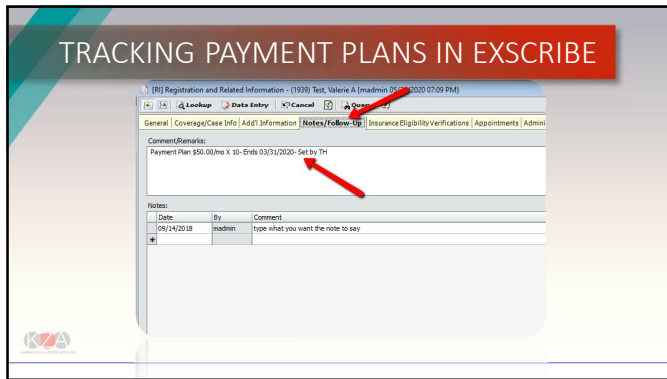 TRACKING PAYMENT PLANS IN EXSCRIBE
[RI] Registration and Related Information - (1939) Test, Valerie A (madmin 05/ 2020 07:09 PM)
Lookup Data Entry Cancel
General Coverage/Case Info Add'l Information Notes/Follow-Up Insurance Eligibility Verifications Appointments Admini
Comment/Remarks:
Payment Plan $50.00/mo X 10- Ends 03/31/2020- Set by TH
Notes:
Date By Comment
09/14/2018 madmin type what you want the note to say
KZA